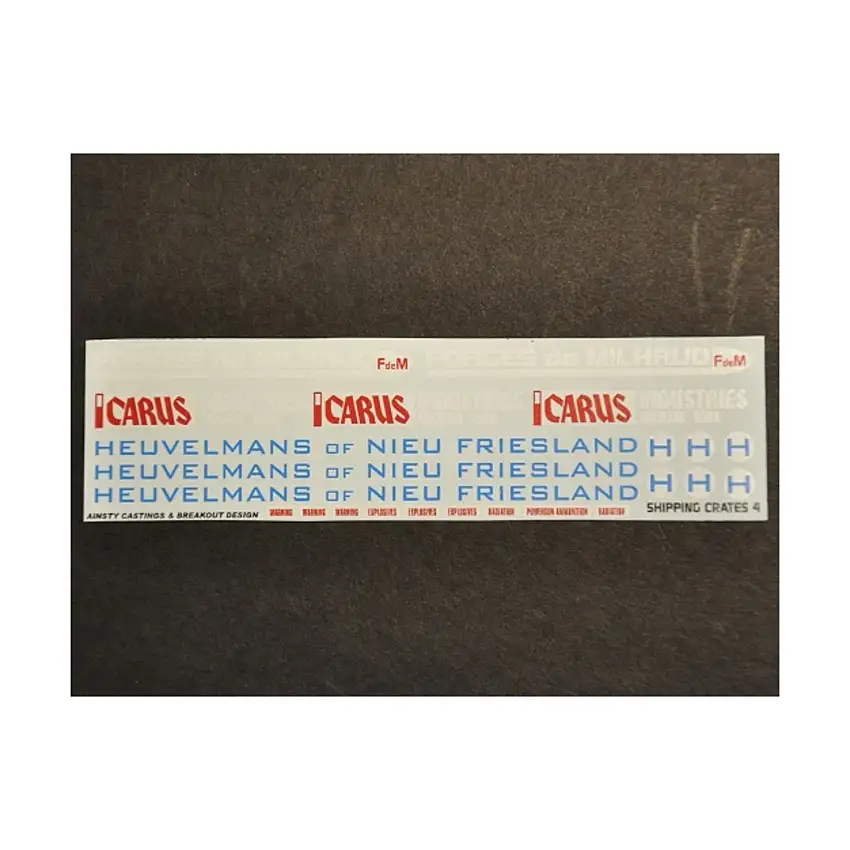 FdeM FORCES de MILHAUD FdeM
ICARUS ICARUS ICARUS INDUSTRIES
HEUVELMANS OF NIEU FRIESLAND H H H
HEUVELMANS OF NIEU FRIESLAND
HEUVELMANS OF NIEU FRIESLAND H H H
AINSTY CASTINGS & BREAKOUT DESIGN WARNING WARNING WARNING EXPLOSIVES EXPLOSIVES EXPLOSIVES RADIATION POWERGUN AMMUNITION RADIATION SHIPPING CRATES 4